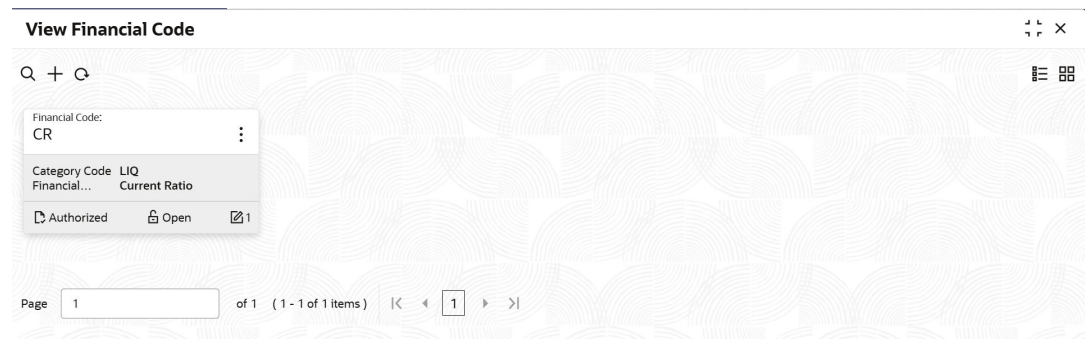 View Financial Code
Financial Code:
CR
Category Code LIQ
Financial... Current Ratio
Authorized Open 1
Page 1 of 1 ( 1 - 1 of 1 items ) 1